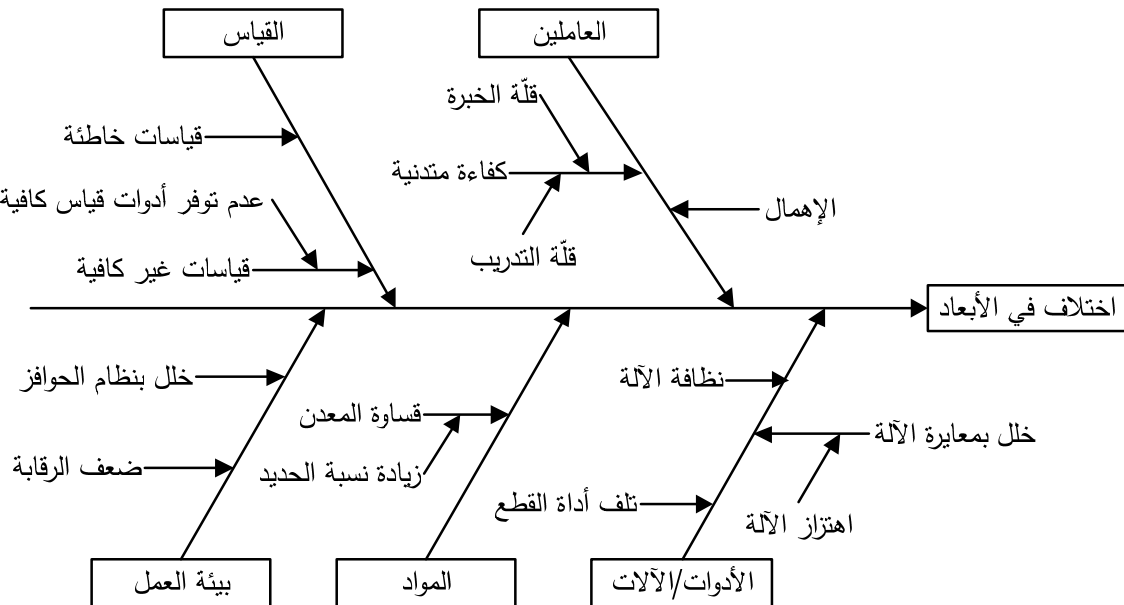 العاملين
القياس
قلّة الخبرة
قياسات خاطئة
كفاءة متدنية
عدم توفر أدوات قياس كافية
الإهمال
قلّة التدريب
قياسات غير كافية
اختلاف في الأبعاد
نظافة الآلة
خلل بنظام الحوافز
قساوة المعدن
خلل بمعايرة الآلة
ضعف الرقابة
زيادة نسبة الحديد
تلف أداة القطع
اهتزاز الآلة
الأدوات/الآلات
المواد
بيئة العمل